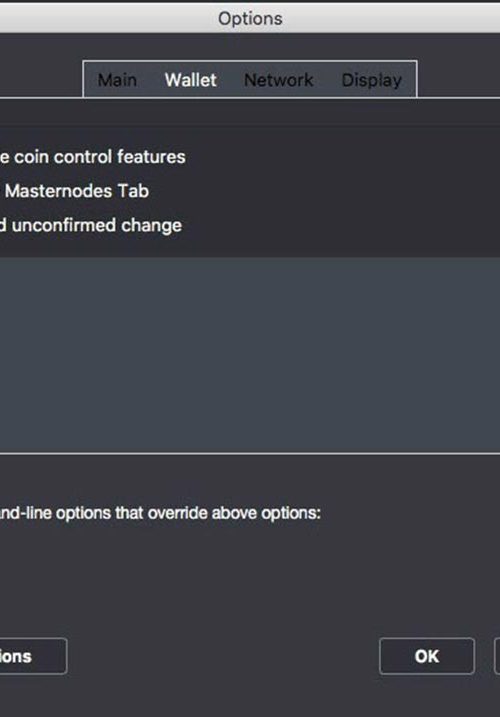 Options
Main Wallet Network Display
e coin control features
Masternodes Tab
d unconfirmed change
nd-line options that override above options:
ions OK